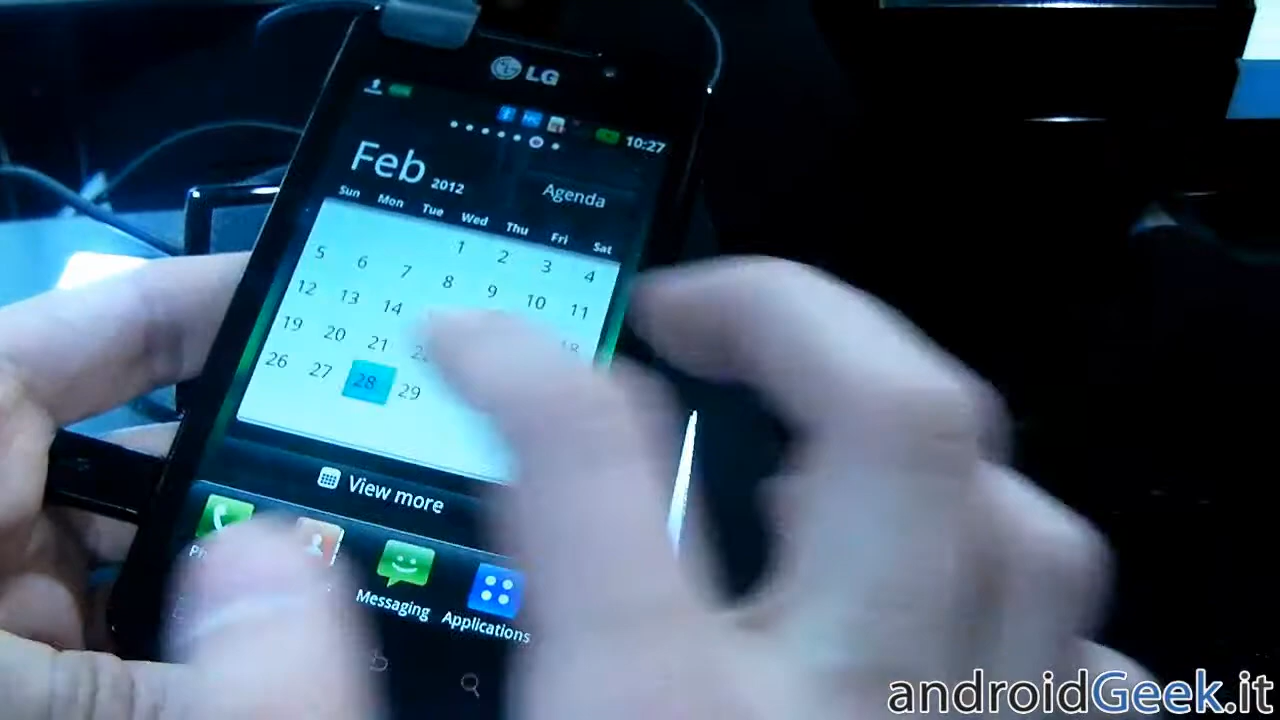 LG
10:27
Feb 2012
Agenda
Sun Mon Tue Wed Thu Fri Sat
1 2 3 4
5 6 7 8 9 10 11
12 13 14
19 20 21
26 27 28 29
View more
Messaging
Applications
androidGeek.it